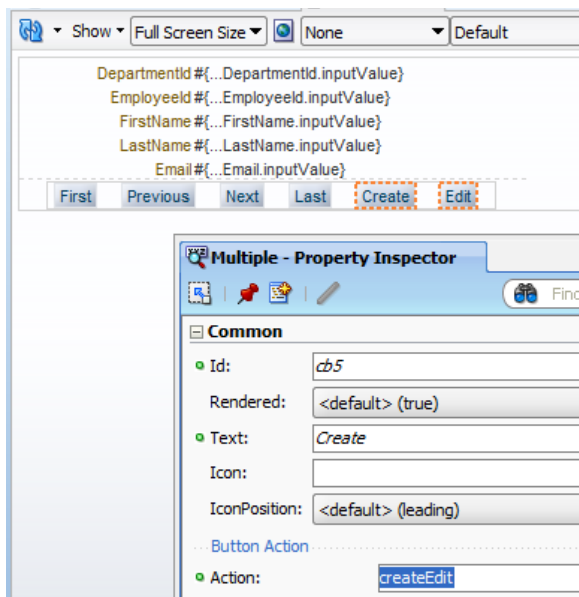 Show Full Screen Size None Default
DepartmentId #{...DepartmentId.inputValue}
EmployeeId #{...EmployeeId.inputValue}
FirstName #{...FirstName.inputValue}
LastName #{...LastName.inputValue}
Email #{...Email.inputValue}
First Previous Next Last Create Edit
Multiple - Property Inspector
Find
Common
Id: cb5
Rendered: <default> (true)
Text: Create
Icon:
IconPosition: <default> (leading)
Button Action
Action: createEdit